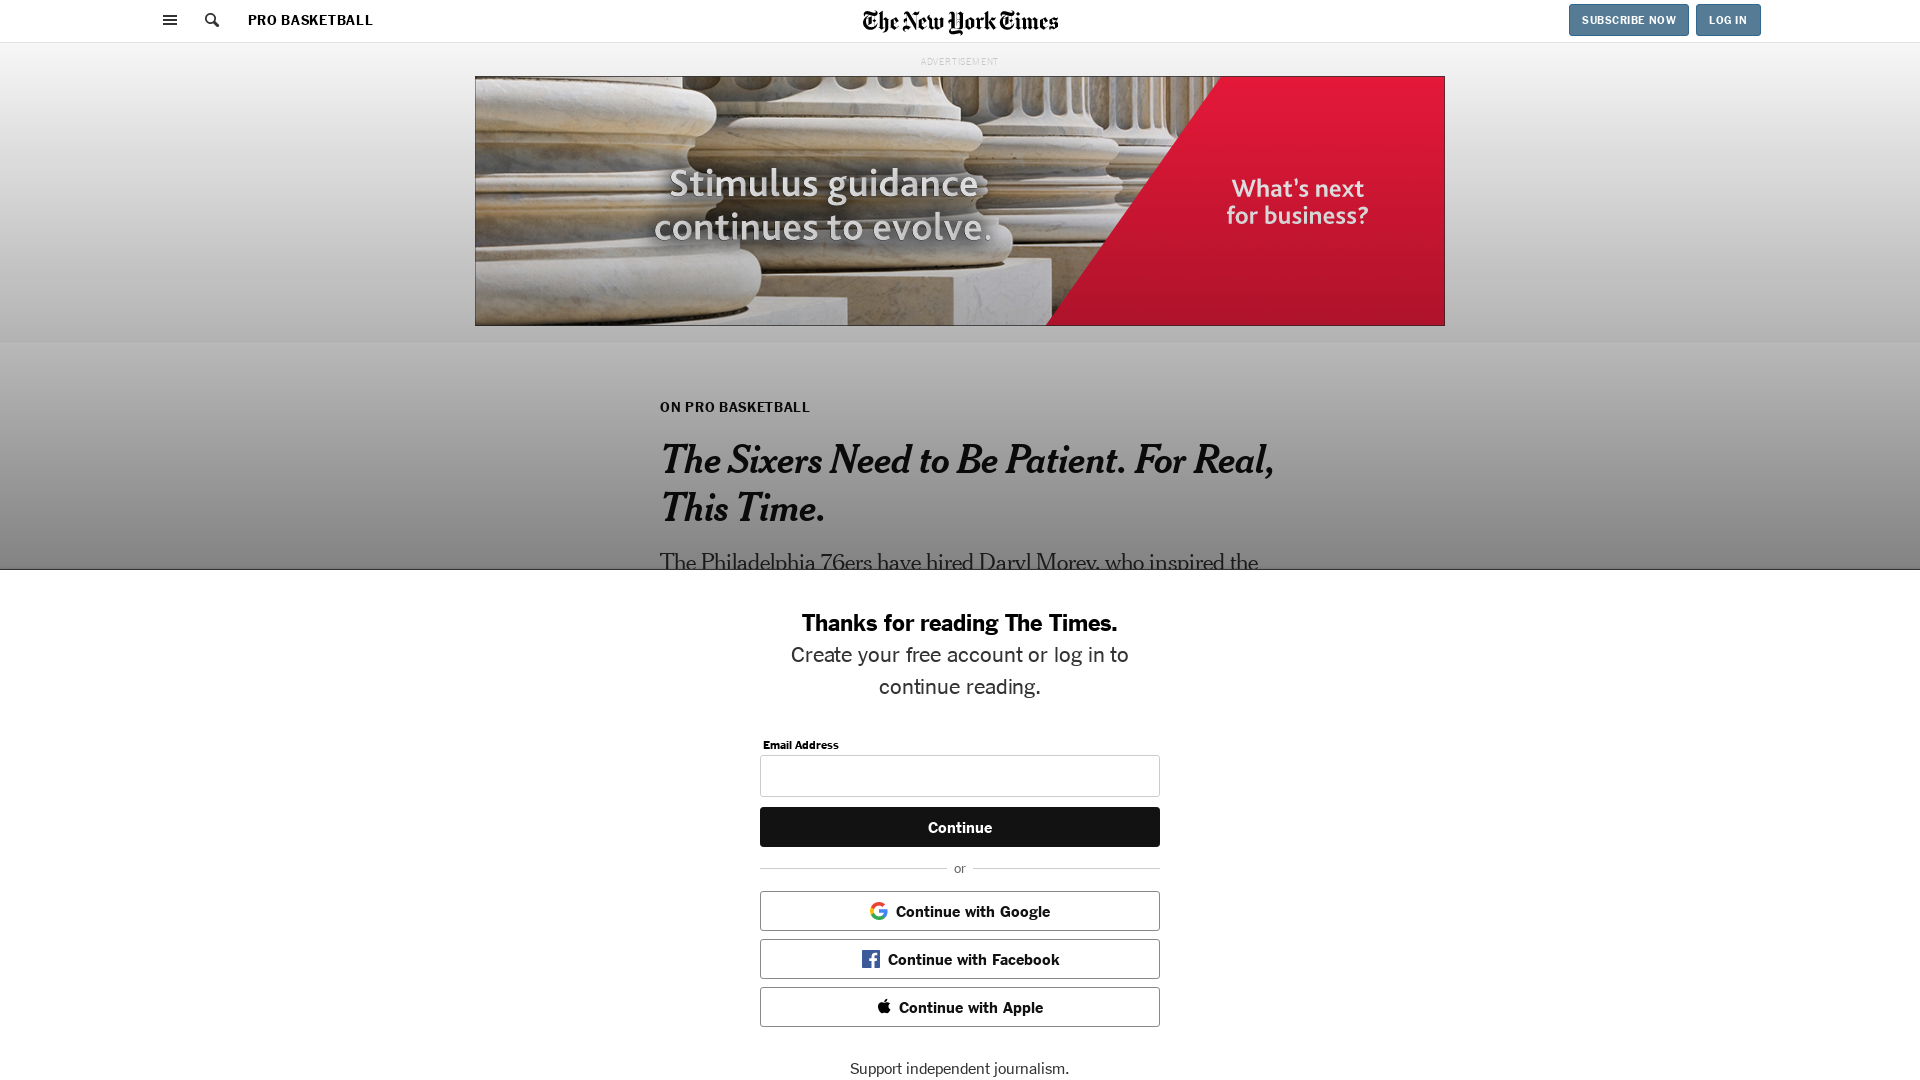 PRO BASKETBALL
The New York Times
SUBSCRIBE NOW
LOG IN
ADVERTISEMENT
Stimulus guidance
continues to evolve.
What's next
for business?
ON PRO BASKETBALL
The Sixers Need to Be Patient. For Real,
This Time.
The Philadelphia 76ers have hired Daryl Morey, who inspired the
Thanks for reading The Times.
Create your free account or log in to
continue reading.
Email Address
Continue
or
Continue with Google
Continue with Facebook
Continue with Apple
Support independent journalism.